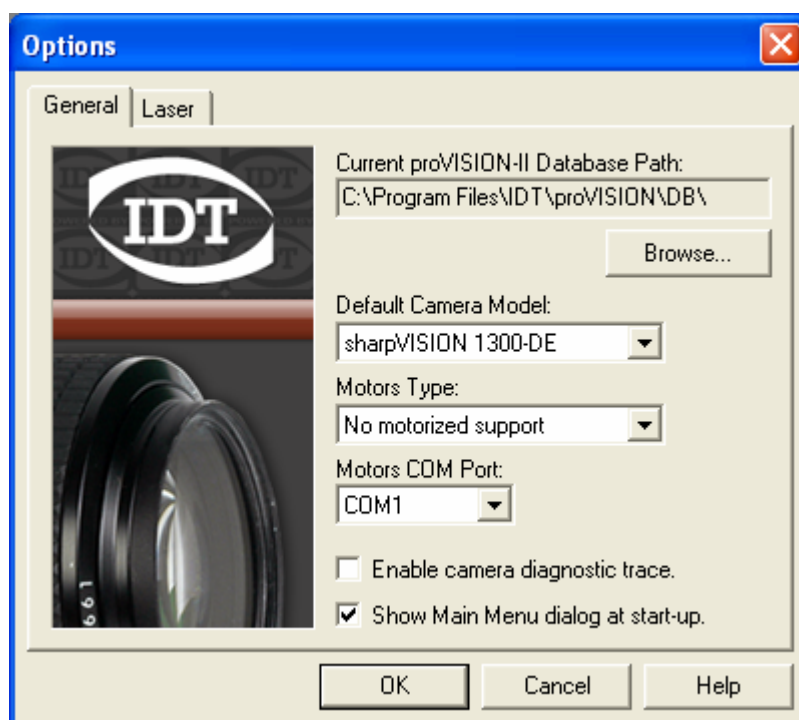 Options
General
Laser
IDT
Current proVISION-II Database Path:
C:\Program Files\IDT\proVISION\DB\
Browse...
Default Camera Model:
sharpVISION 1300-DE
Motors Type:
No motorized support
Motors COM Port:
COM1
Enable camera diagnostic trace.
Show Main Menu dialog at start-up.
OK
Cancel
Help